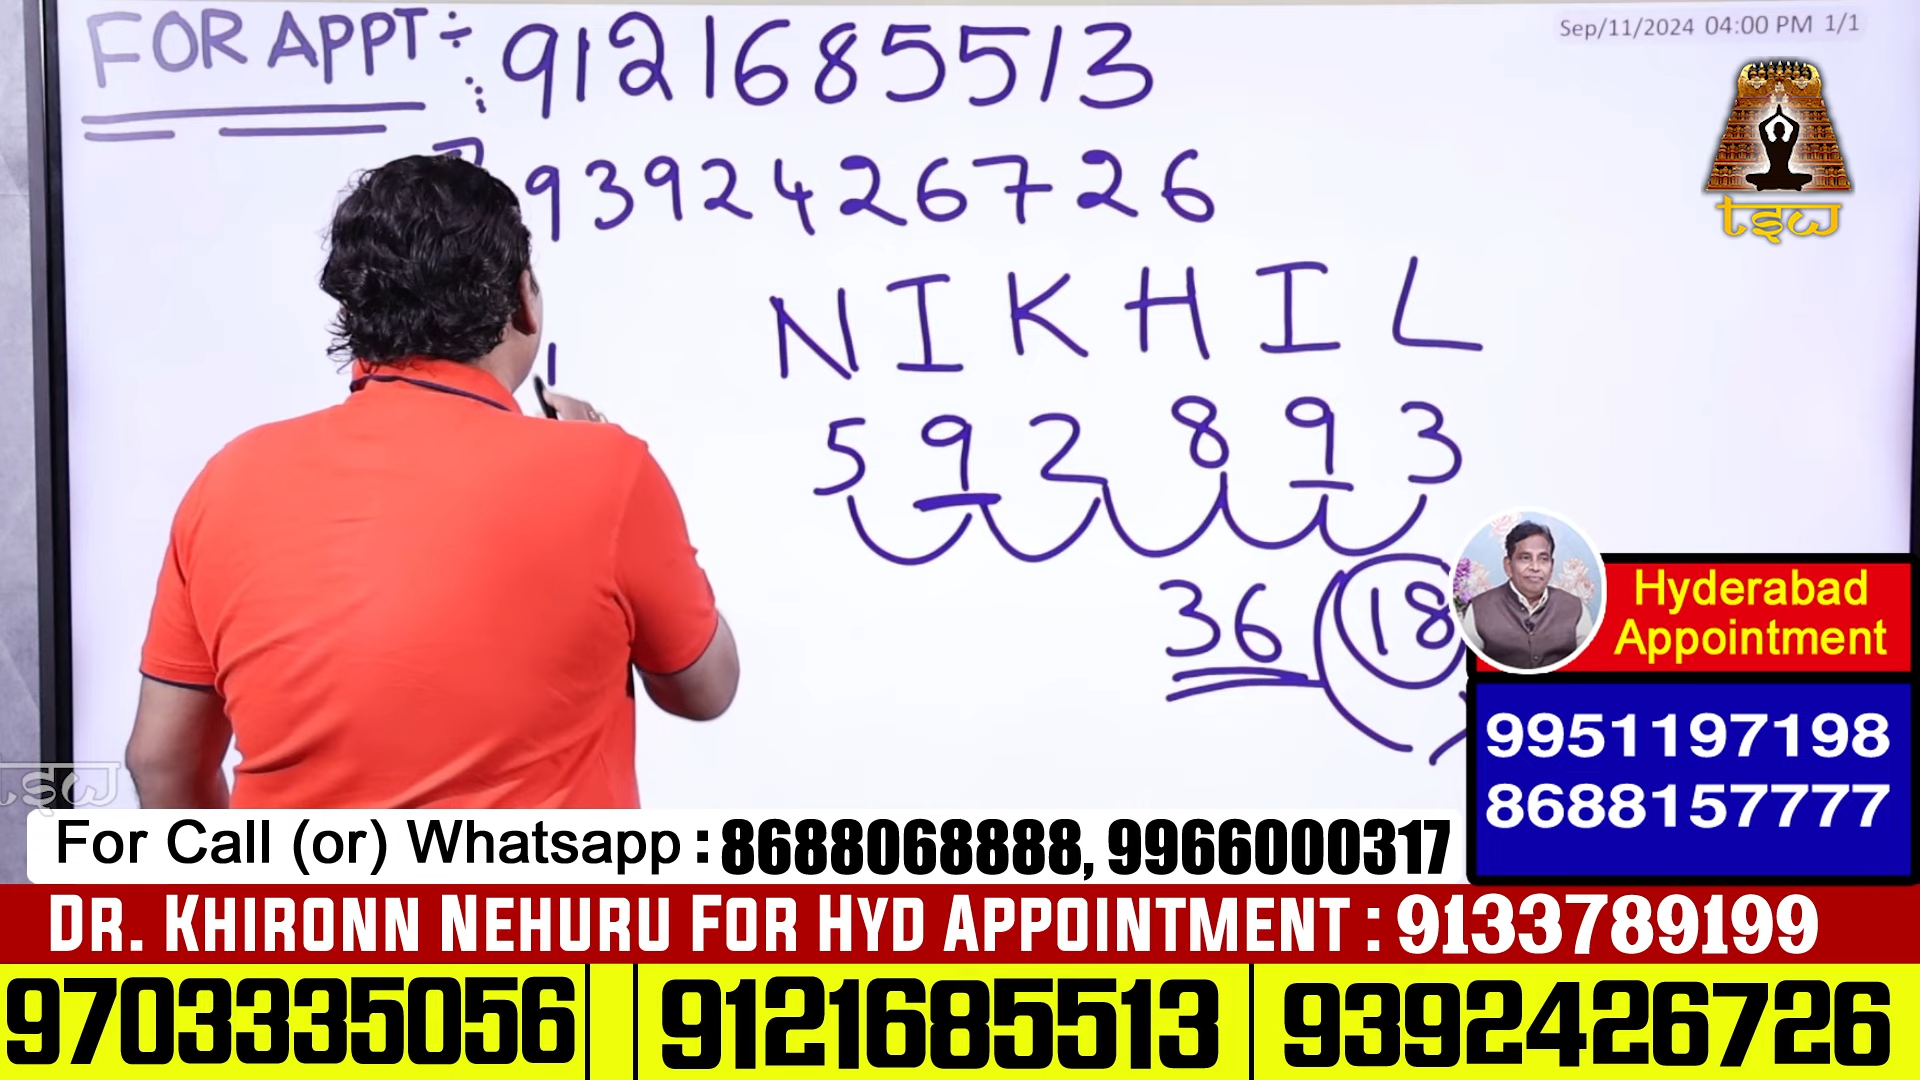 Sep/11/2024 04:00 PM 1/1
FOR APPT ÷ 9121685513
9392426726
NIKHIL
5 9 2 8 9 3
36 18
Hyderabad
Appointment
9951197198
8688157777
For Call (or) Whatsapp : 8688068888, 9966000317
DR. KHIRONN NEHURU FOR HYD APPOINTMENT : 9133789199
9703335056 9121685513 9392426726